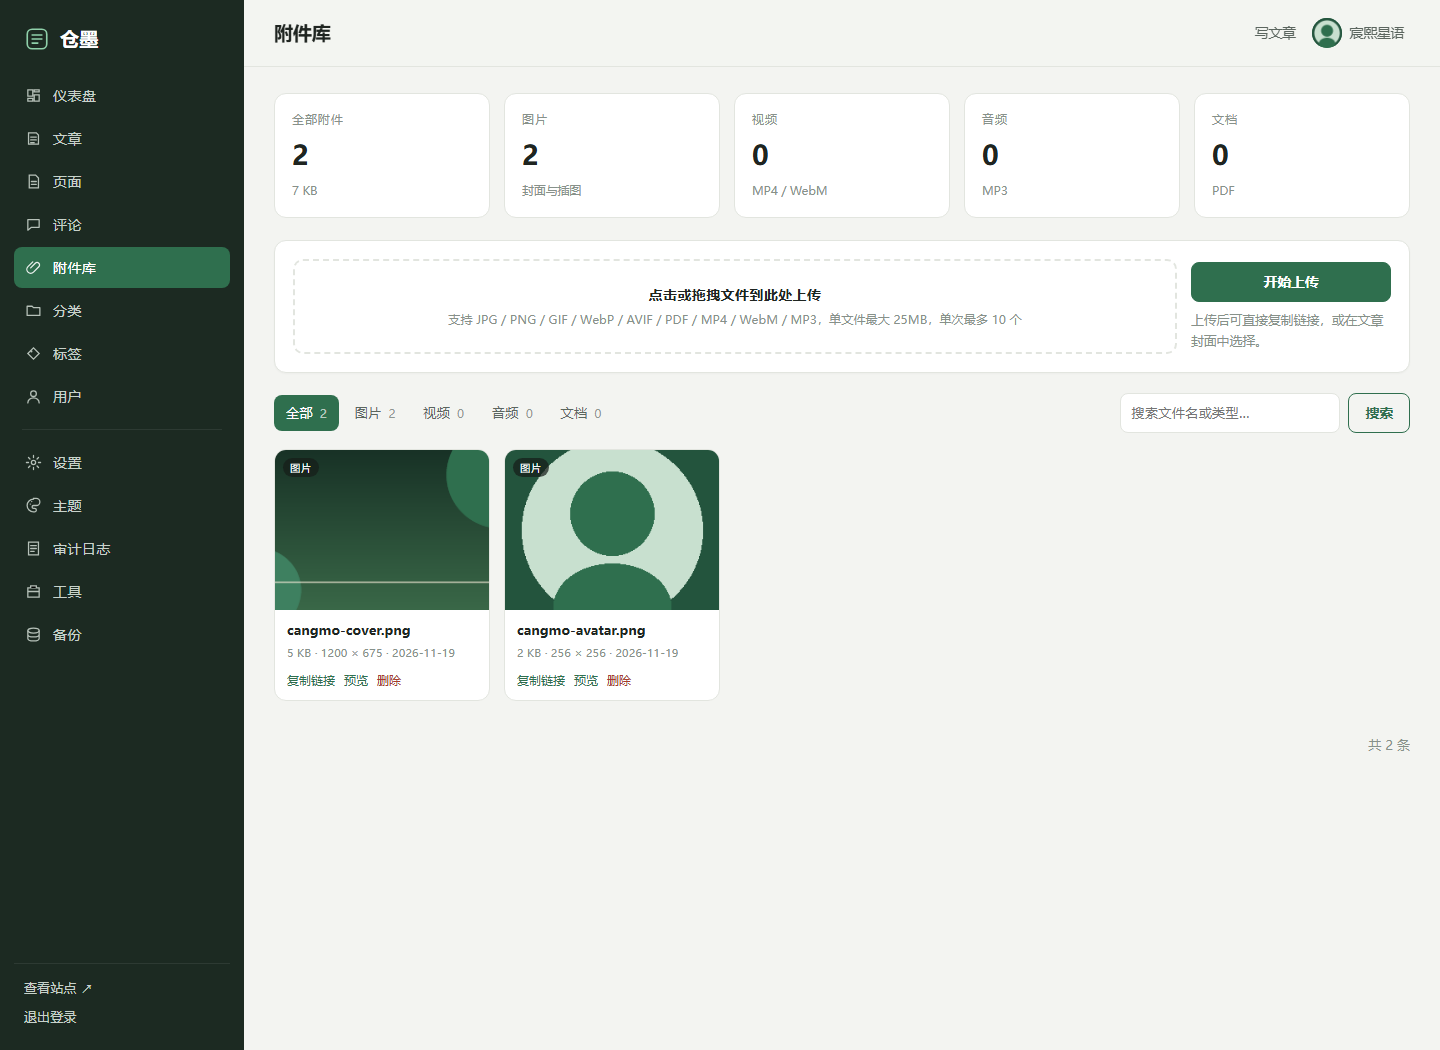 仓墨
仪表盘
文章
页面
评论
附件库
分类
标签
用户
设置
主题
审计日志
工具
备份
查看站点 ↗
退出登录
附件库
写文章
宸熙星语
全部附件
2
7 KB
图片
2
封面与插图
视频
0
MP4 / WebM
音频
0
MP3
文档
0
PDF
点击或拖拽文件到此处上传
支持 JPG / PNG / GIF / WebP / AVIF / PDF / MP4 / WebM / MP3，单文件最大 25MB，单次最多 10 个
开始上传
上传后可直接复制链接，或在文章
封面中选择。
全部 2 图片 2 视频 0 音频 0 文档 0
搜索文件名或类型...
搜索
图片
cangmo-cover.png
5 KB · 1200 × 675 · 2026-11-19
复制链接 预览 删除
图片
cangmo-avatar.png
2 KB · 256 × 256 · 2026-11-19
复制链接 预览 删除
共 2 条